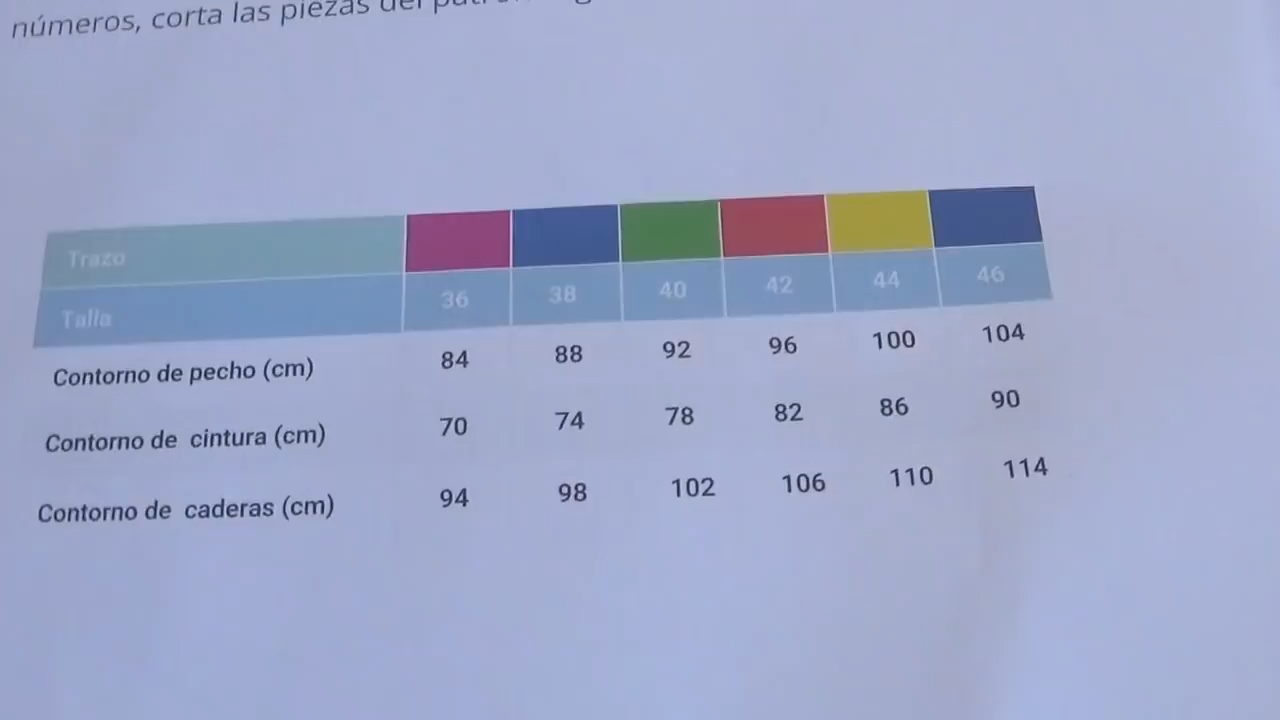 números, corta las piezas del
Trazo
Talla 36 38 40 42 44 46
Contorno de pecho (cm) 84 88 92 96 100 104
Contorno de cintura (cm) 70 74 78 82 86 90
Contorno de caderas (cm) 94 98 102 106 110 114